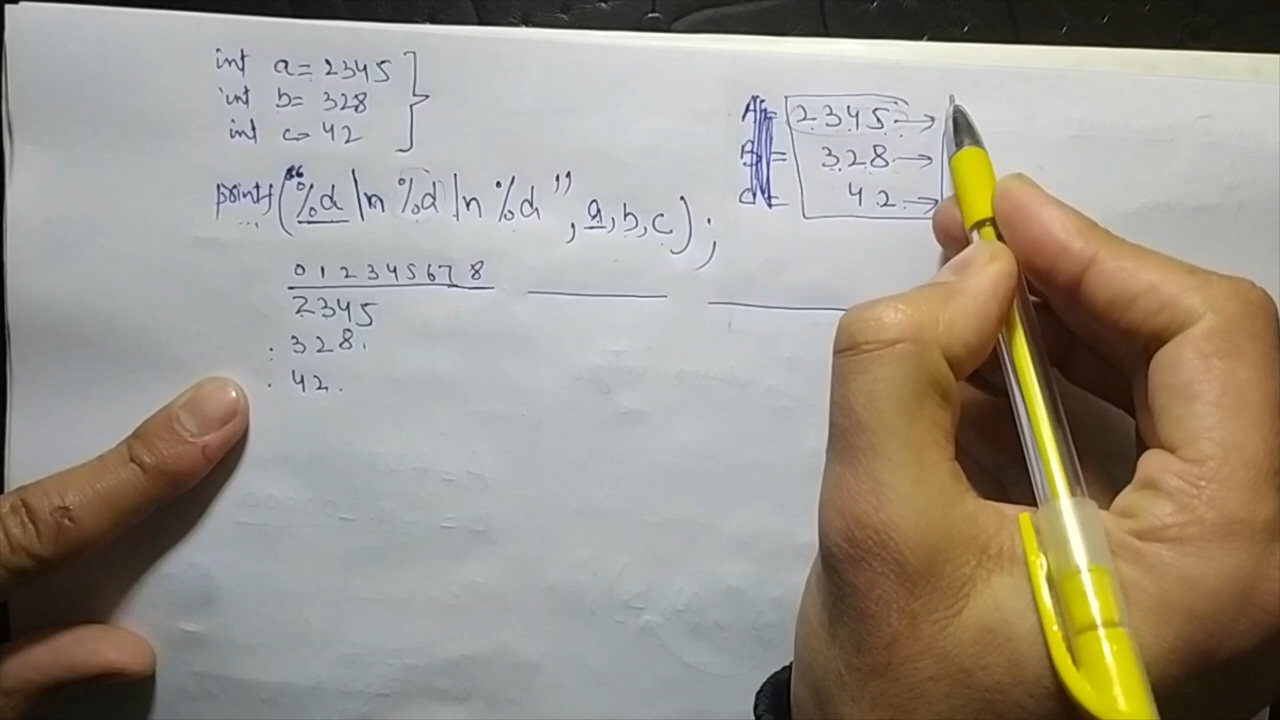 int a= 2345
int b= 328
int c= 42
printf("%d\n %d\n %d", a, b, c);
0 1 2 3 4 5 6 7 8
2345
328
42
A= 2345 →
B= 328 →
C= 42 →